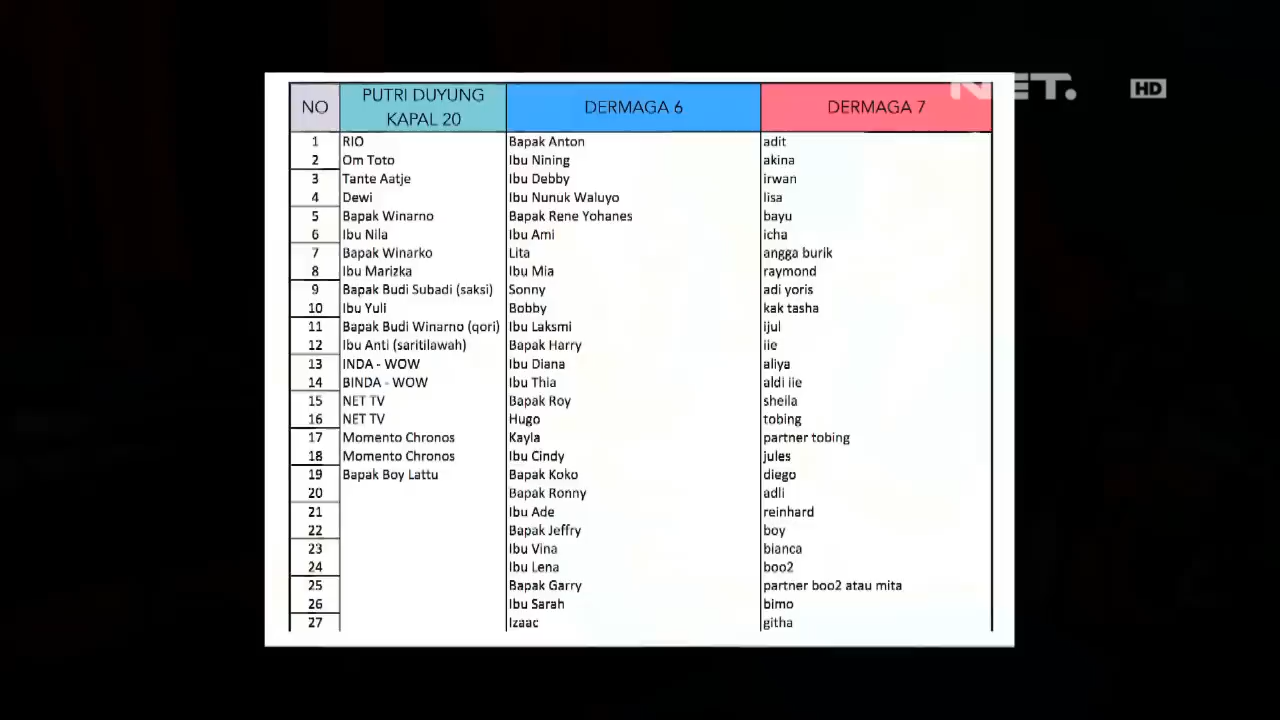 NET.
HD
NO PUTRI DUYUNG KAPAL 20 DERMAGA 6 DERMAGA 7
1 RIO Bapak Anton adit
2 Om Toto Ibu Nining akina
3 Tante Aatje Ibu Debby irwan
4 Dewi Ibu Nunuk Waluyo lisa
5 Bapak Winarno Bapak Rene Yohanes bayu
6 Ibu Nila Ibu Ami icha
7 Bapak Winarko Lita angga burik
8 Ibu Marizka Ibu Mia raymond
9 Bapak Budi Subadi (saksi) Sonny adi yoris
10 Ibu Yuli Bobby kak tasha
11 Bapak Budi Winarno (qori) Ibu Laksmi ijul
12 Ibu Anti (saritilawah) Bapak Harry iie
13 INDA - WOW Ibu Diana aliya
14 BINDA - WOW Ibu Thia aldi iie
15 NET TV Bapak Roy sheila
16 NET TV Hugo tobing
17 Momento Chronos Kayla partner tobing
18 Momento Chronos Ibu Cindy jules
19 Bapak Boy Lattu Bapak Koko diego
20 Bapak Ronny adli
21 Ibu Ade reinhard
22 Bapak Jeffry boy
23 Ibu Vina bianca
24 Ibu Lena boo2
25 Bapak Garry partner boo2 atau mita
26 Ibu Sarah bimo
27 Izaac githa